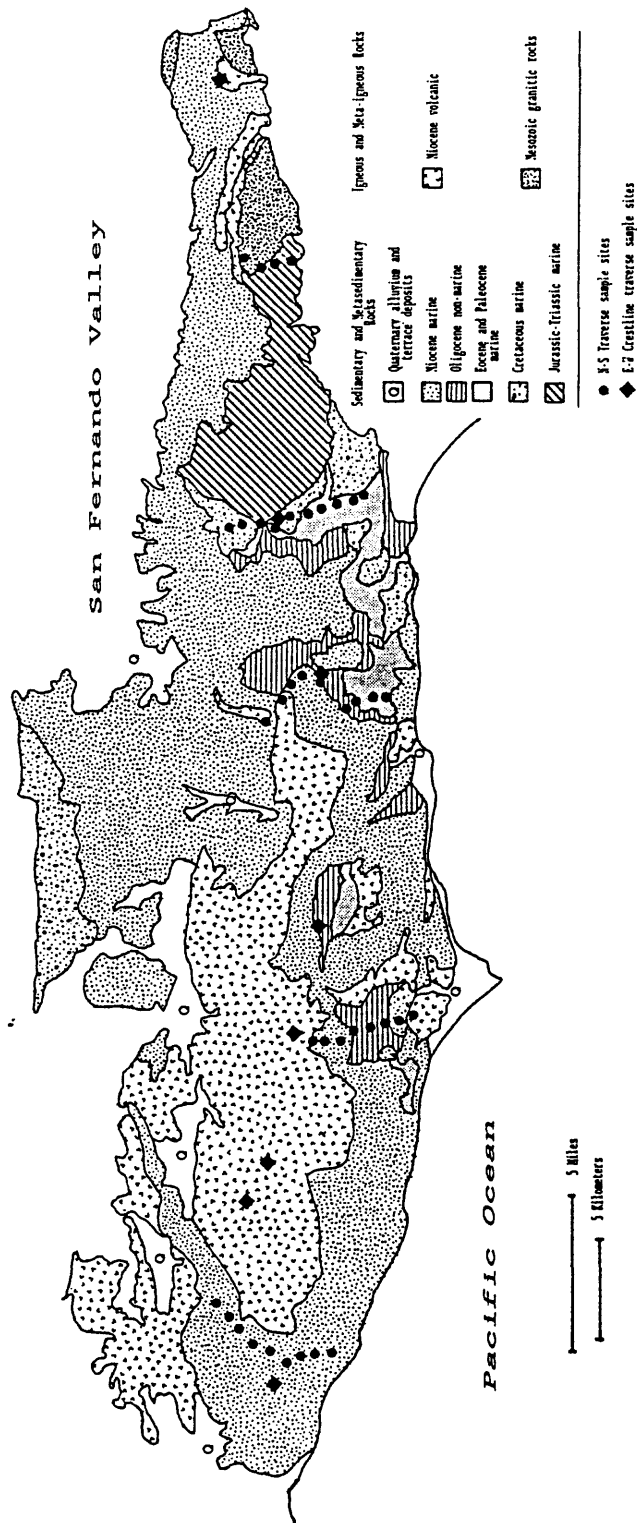 San Fernando Valley
Pacific Ocean
5 Miles
5 Kilometers
Sedimentary and Metasedimentary
Rocks
Quaternary alluvium and
terrace deposits
Miocene marine
Oligocene non-marine
Eocene and Paleocene
marine
Cretaceous marine
Jurassic-Triassic marine
Igneous and Meta-igneous Rocks
Miocene volcanic
Mesozoic granitic rocks
N-S Traverse sample sites
E-W Crestline traverse sample sites